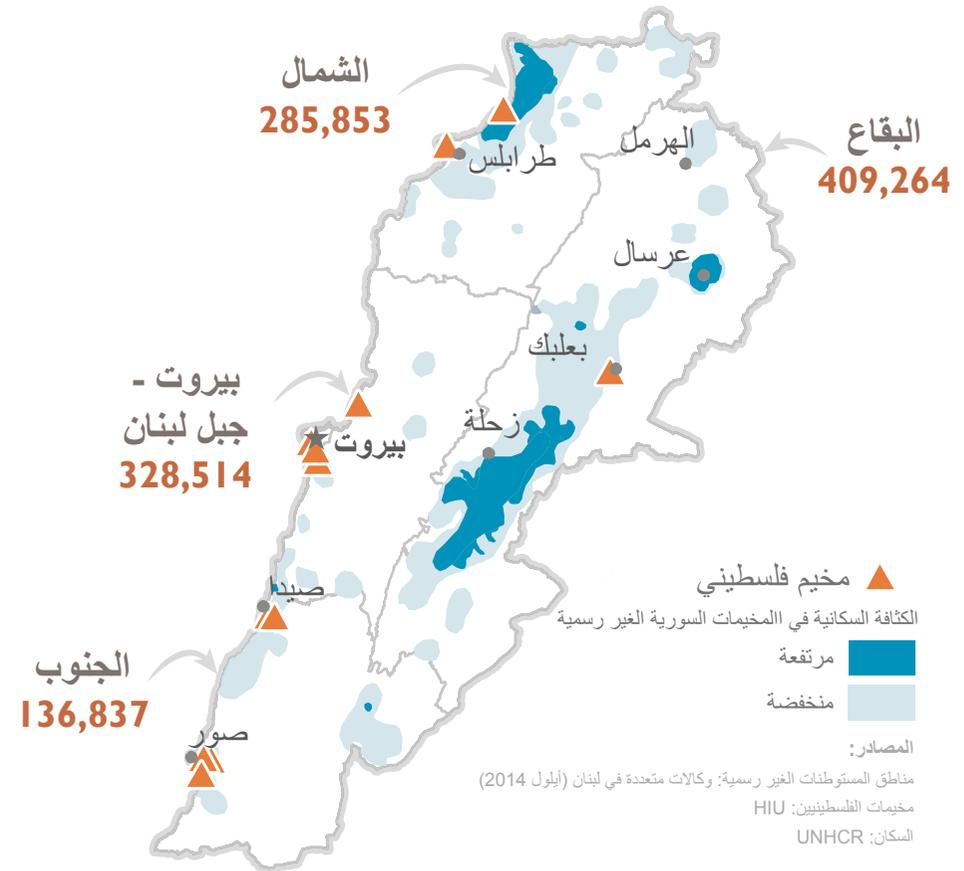 الشمال
285,853
البقاع
409,264
الهرمل
طرابلس
عرسال
بعلبك
بيروت -
جبل لبنان
328,514
زحلة
بيروت
صيدا
الجنوب
136,837
صور
مخيم فلسطيني
الكثافة السكانية في االمخيمات السورية الغير رسمية
مرتفعة
منخفضة
المصادر:
مناطق المستوطنات الغير رسمية: وكالات متعددة في لبنان (أيلول 2014)
مخيمات الفلسطينيين: HIU
السكان: UNHCR